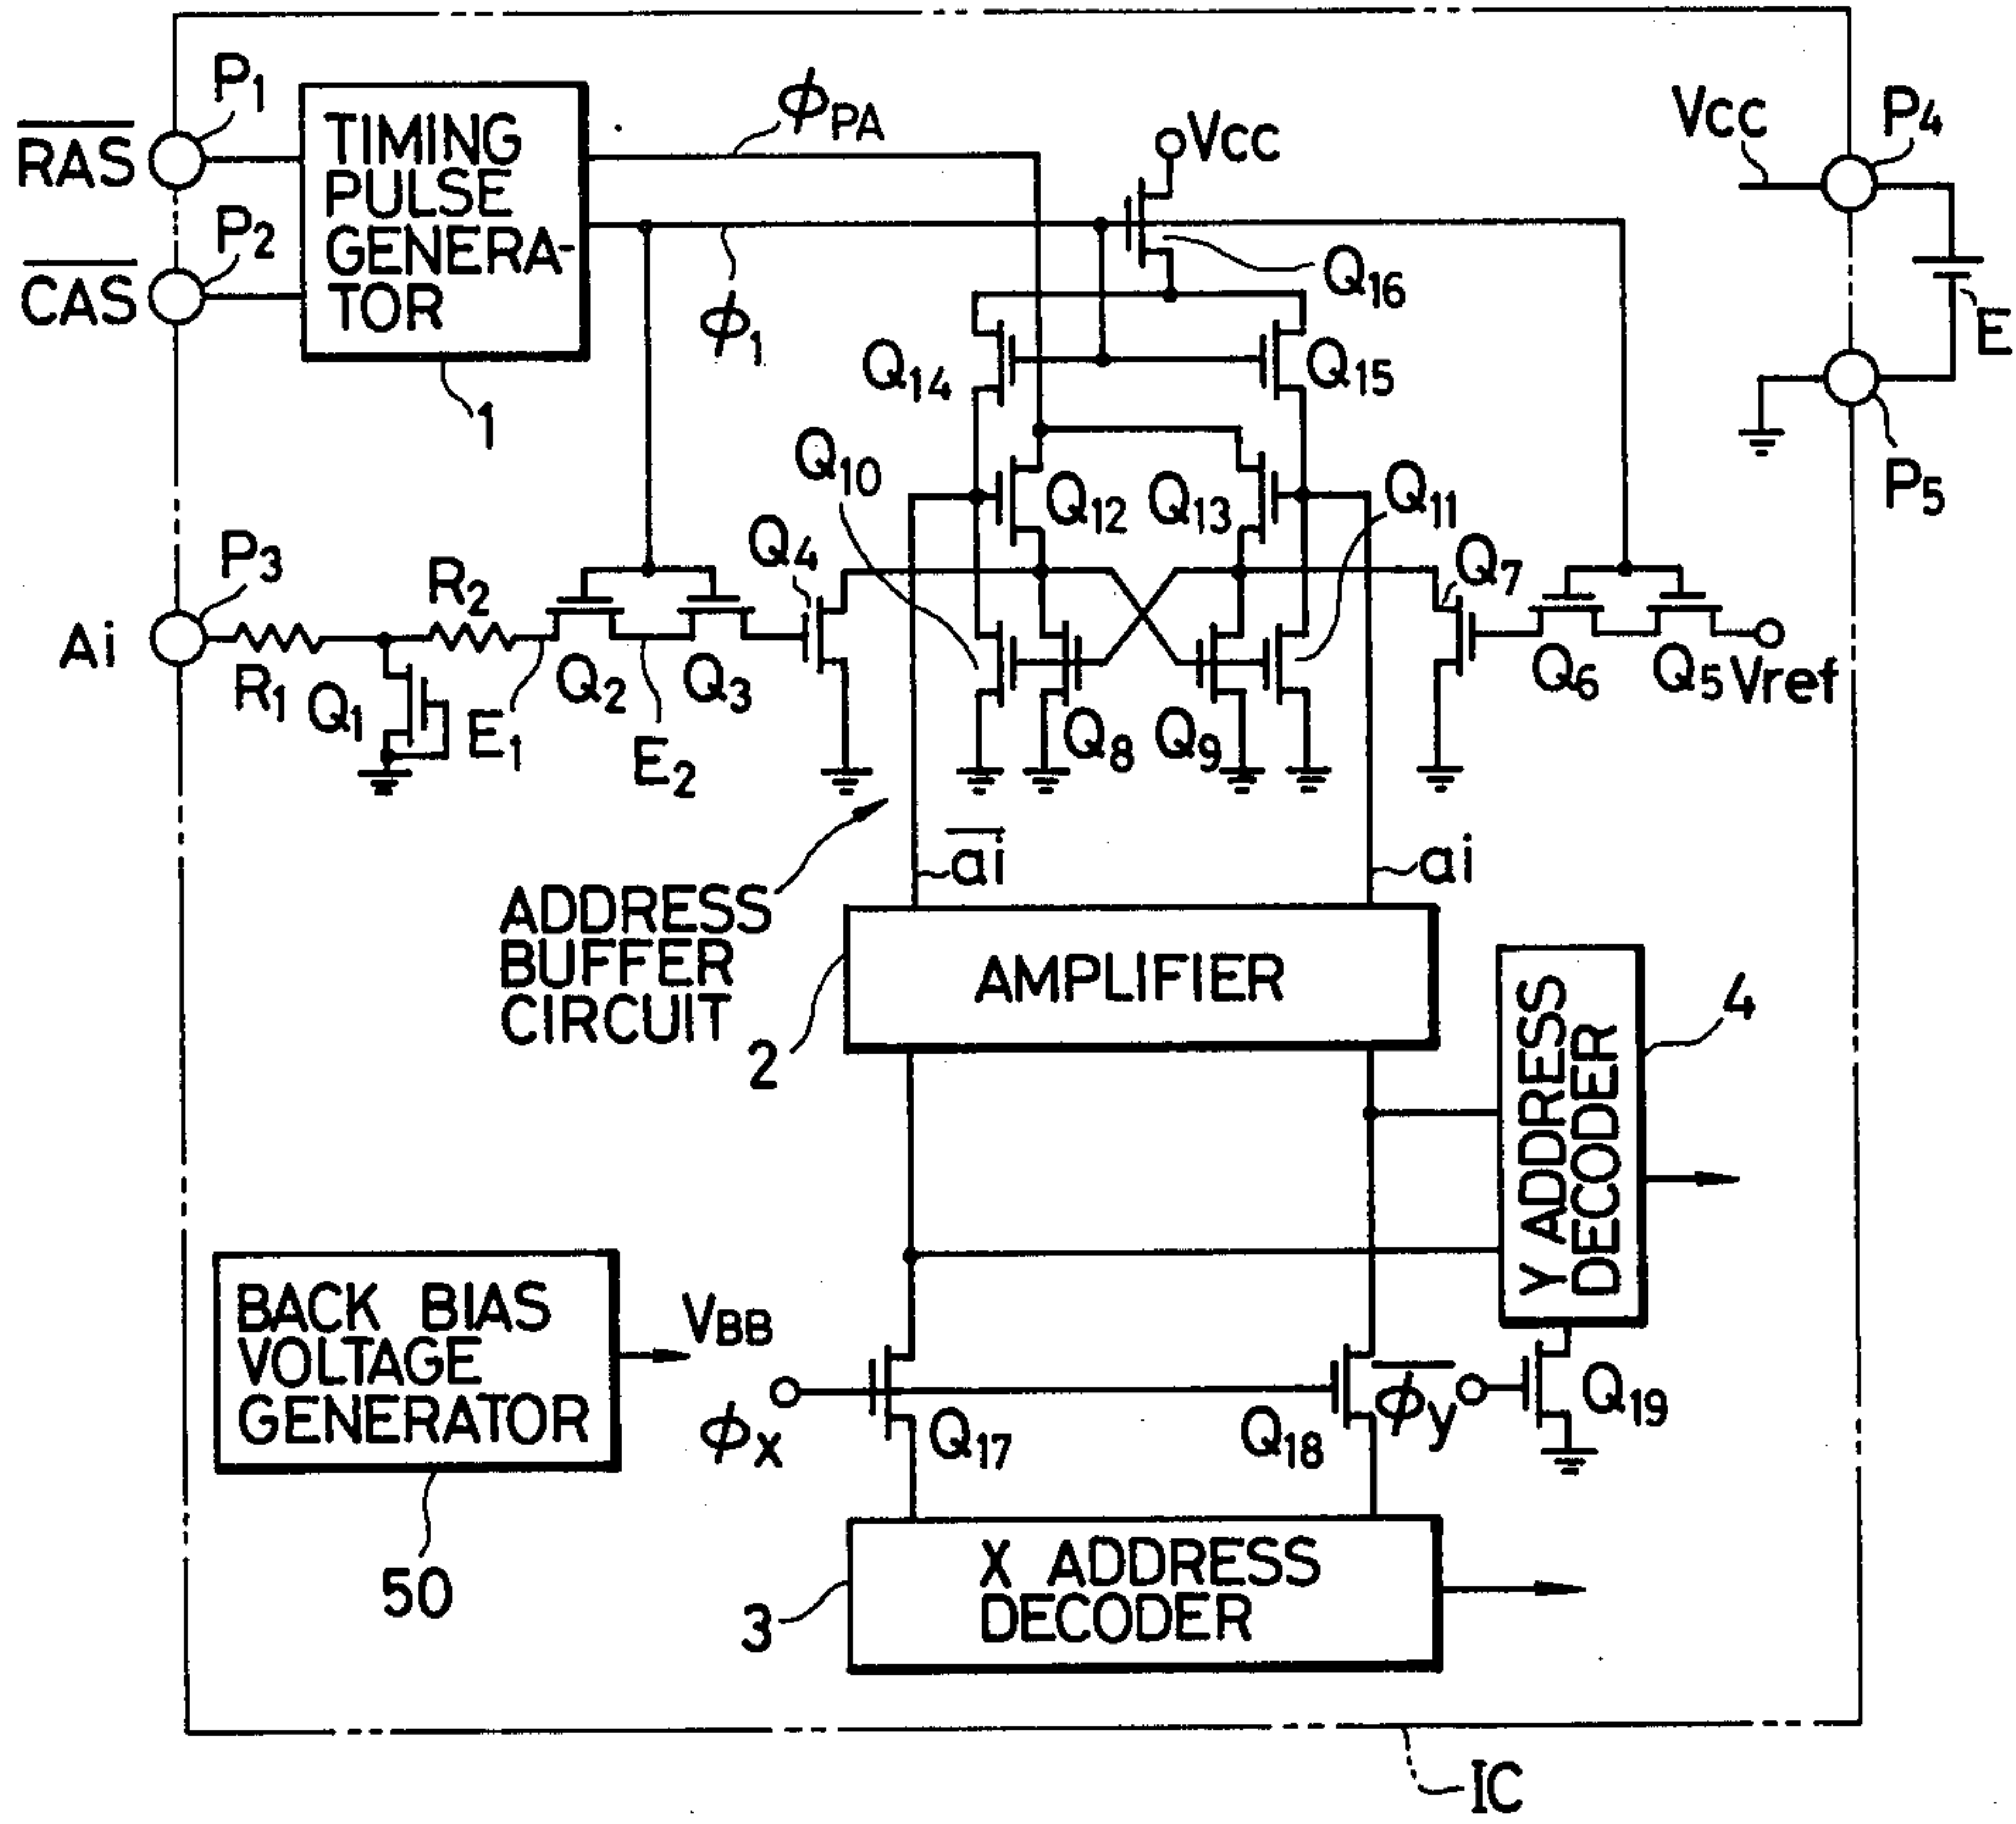 P1
RAS
TIMING
PULSE
GENERA-
TOR
ϕPA
VCC
VCC
P4
P2
CAS
ϕ1
Q16
E
1
Q14
Q15
P5
Q10
Q12
Q13
Q11
P3
Ai
R1
R2
Q1
E1
Q2
E2
Q3
Q4
Q8
Q9
Q7
Q6
Q5
Vref
ai
ai
ADDRESS
BUFFER
CIRCUIT
2
AMPLIFIER
Y ADDRESS
DECODER
4
BACK BIAS
VOLTAGE
GENERATOR
VBB
50
ϕx
Q17
Q18
ϕy
Q19
3
X ADDRESS
DECODER
IC